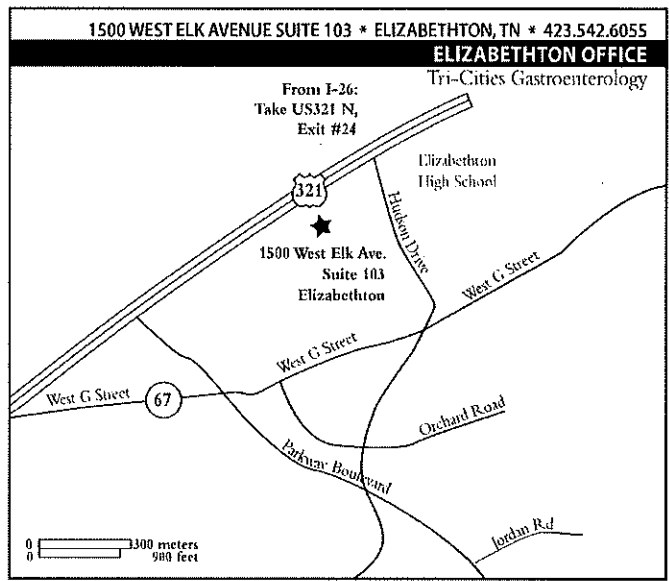 1500 WEST ELK AVENUE SUITE 103 * ELIZABETHTON, TN * 423.542.6055
ELIZABETHTON OFFICE
Tri-Cities Gastroenterology
From I-26:
Take US321 N,
Exit #24
Elizabethton
High School
321
Hudson Drive
1500 West Elk Ave.
Suite 103
Elizabethton
West G Street
West G Street
West G Street
67
Orchard Road
Parkway Boulevard
Jordan Rd
0 300 meters
0 900 feet